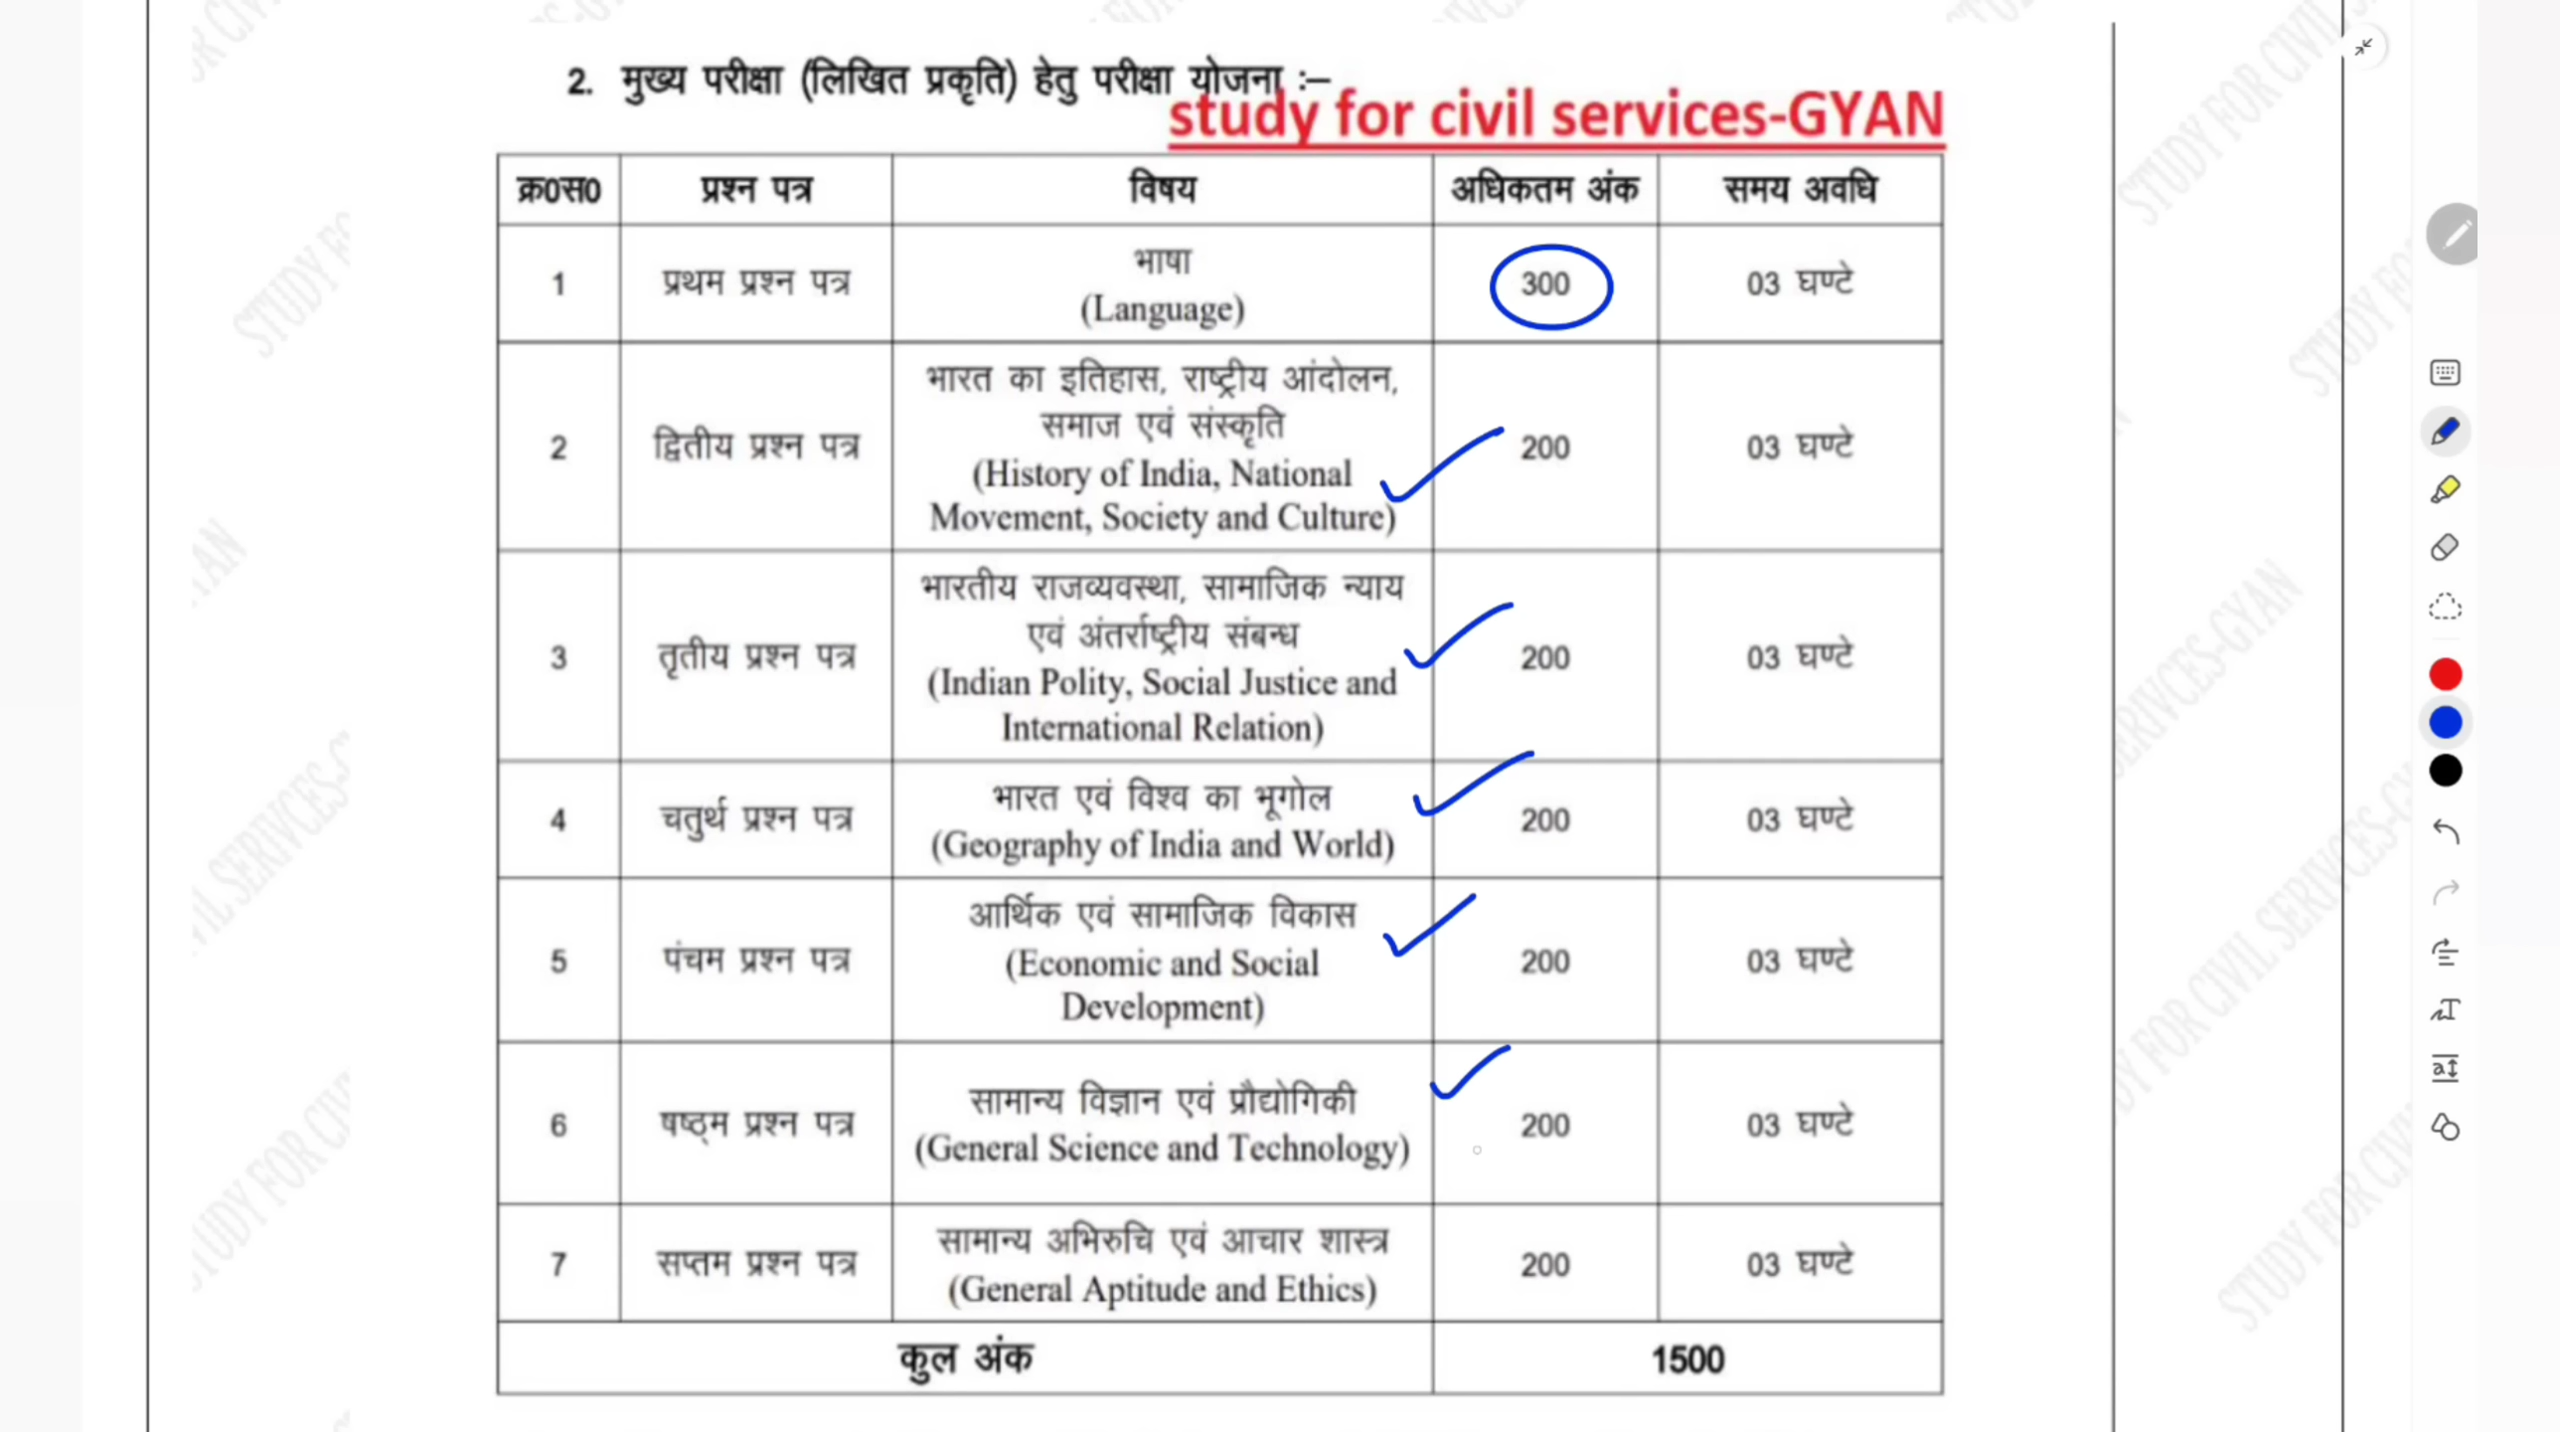 2. मुख्य परीक्षा (लिखित प्रकृति) हेतु परीक्षा योजना :–
study for civil services-GYAN
क्र0स0 प्रश्न पत्र विषय अधिकतम अंक समय अवधि
1 प्रथम प्रश्न पत्र भाषा 300 03 घण्टे
(Language)
2 द्वितीय प्रश्न पत्र भारत का इतिहास, राष्ट्रीय आंदोलन, 200 03 घण्टे
समाज एवं संस्कृति
(History of India, National
Movement, Society and Culture)
3 तृतीय प्रश्न पत्र भारतीय राजव्यवस्था, सामाजिक न्याय 200 03 घण्टे
एवं अंतर्राष्ट्रीय संबन्ध
(Indian Polity, Social Justice and
International Relation)
4 चतुर्थ प्रश्न पत्र भारत एवं विश्व का भूगोल 200 03 घण्टे
(Geography of India and World)
5 पंचम प्रश्न पत्र आर्थिक एवं सामाजिक विकास 200 03 घण्टे
(Economic and Social
Development)
6 षष्ठ्म प्रश्न पत्र सामान्य विज्ञान एवं प्रौद्योगिकी 200 03 घण्टे
(General Science and Technology)
7 सप्तम प्रश्न पत्र सामान्य अभिरुचि एवं आचार शास्त्र 200 03 घण्टे
(General Aptitude and Ethics)
कुल अंक 1500